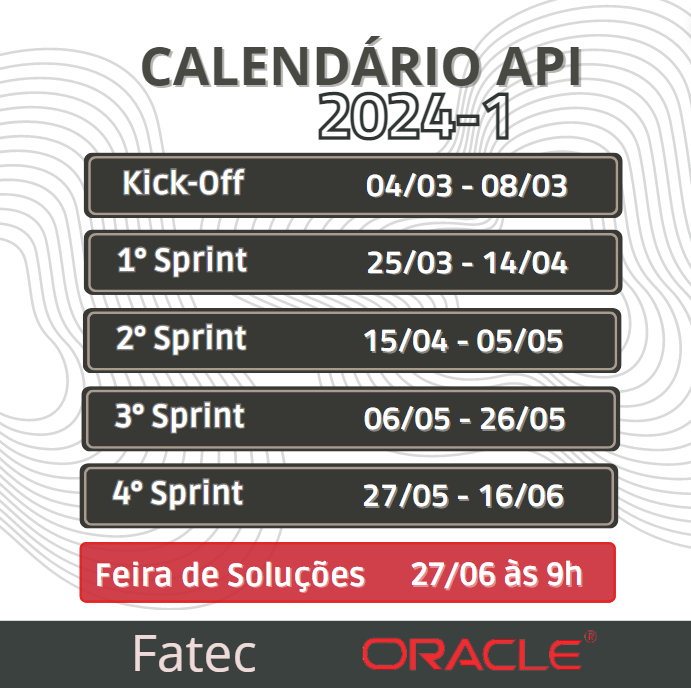 CALENDÁRIO API
2024-1
Kick-Off 04/03 - 08/03
1° Sprint 25/03 - 14/04
2° Sprint 15/04 - 05/05
3° Sprint 06/05 - 26/05
4° Sprint 27/05 - 16/06
Feira de Soluções 27/06 às 9h
Fatec ORACLE®